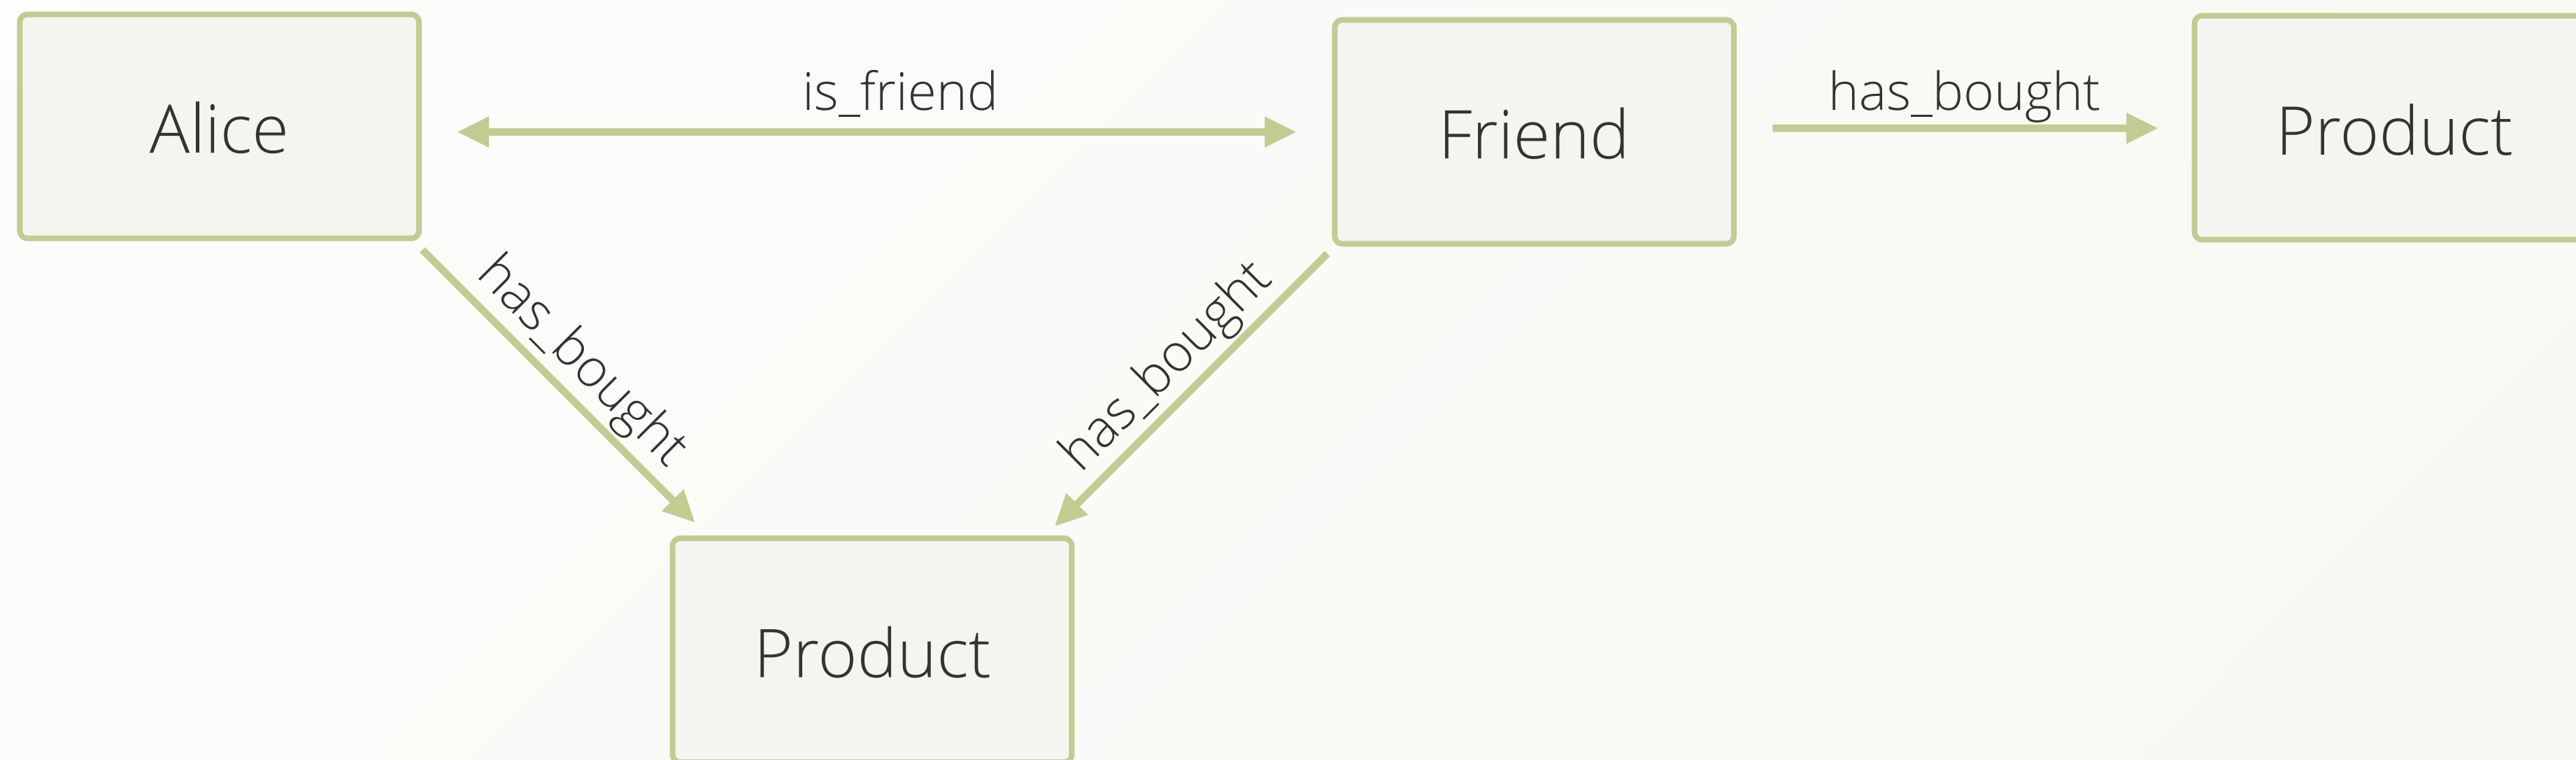 Alice
is_friend
Friend
has_bought
Product
has_bought
has_bought
Product